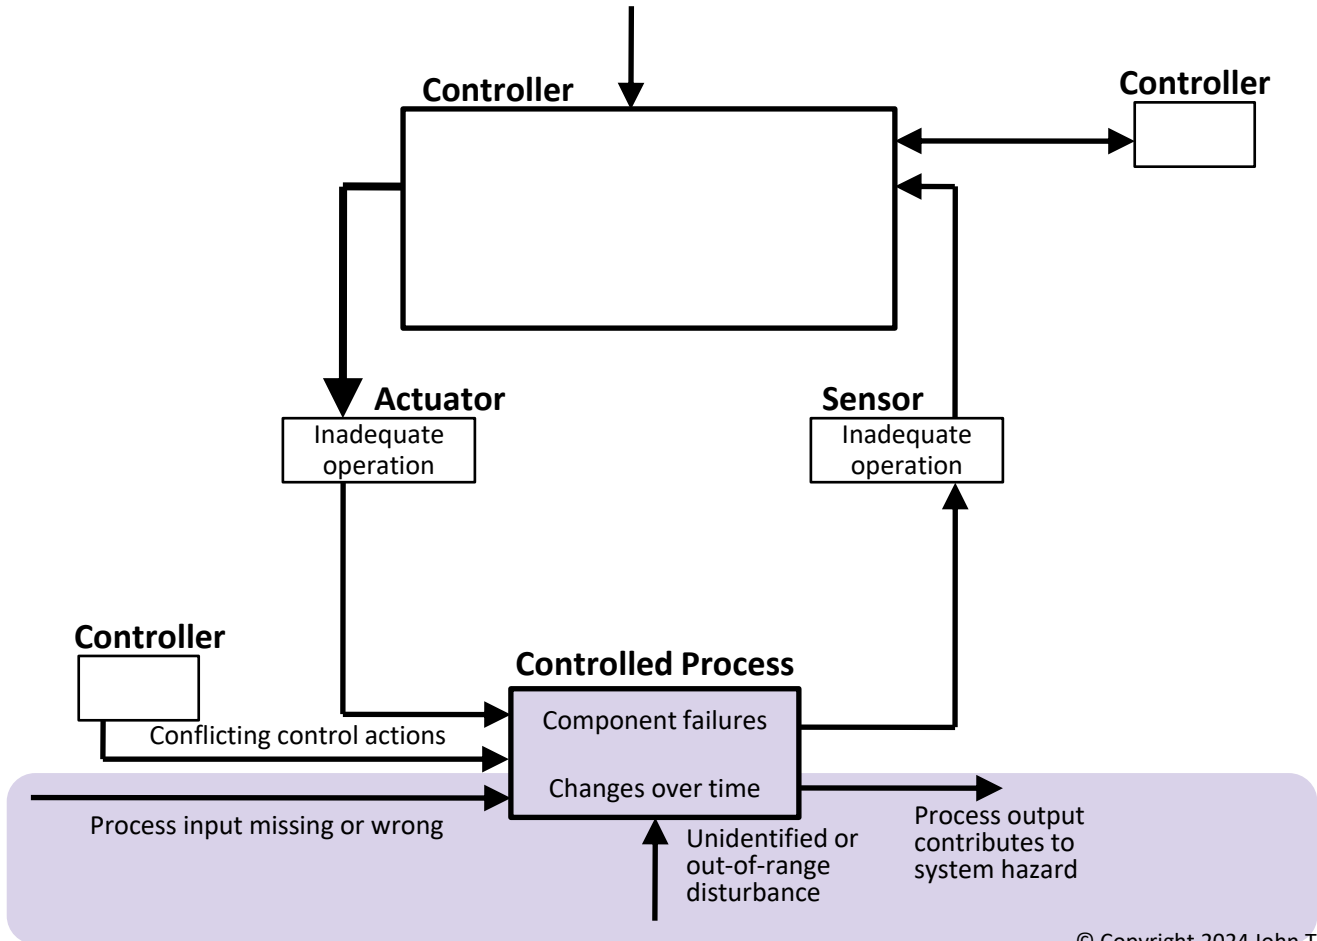 Controller
Controller
Actuator
Inadequate
operation
Sensor
Inadequate
operation
Controller
Conflicting control actions
Controlled Process
Component failures
Changes over time
Process input missing or wrong
Unidentified or
out-of-range
disturbance
Process output
contributes to
system hazard
© Copyright 2024 John T